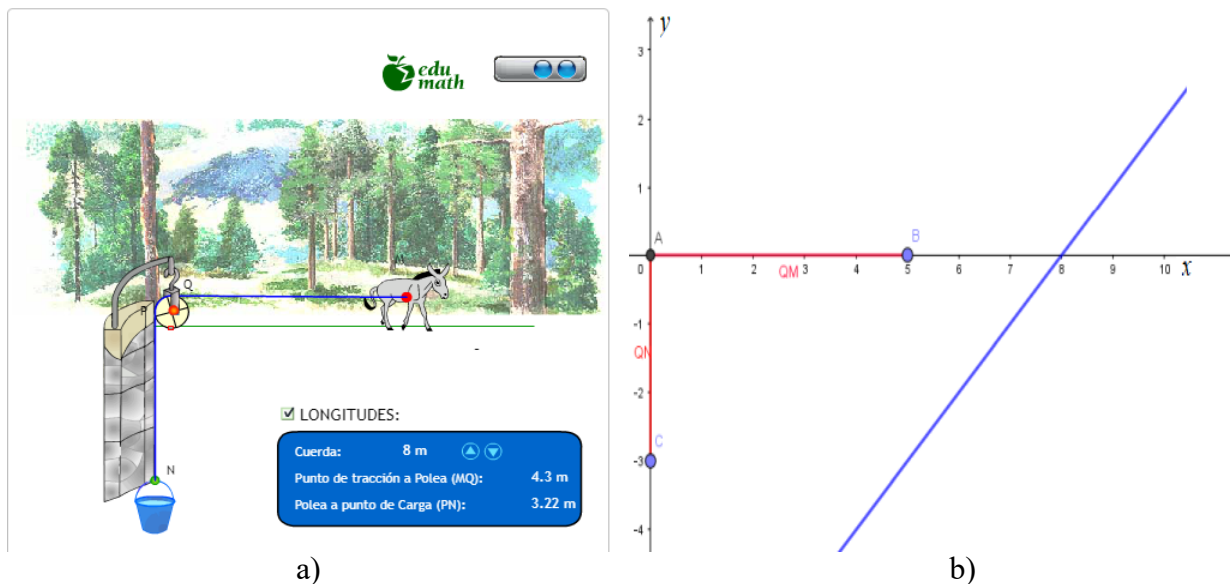 edu
math
Q
P
N
LONGITUDES:
Cuerda: 8 m
Punto de tracción a Polea (MQ): 4.3 m
Polea a punto de Carga (PN): 3.22 m
a)
y
3
2
1
A
B
0 1 2 3 4 5 6 7 8 9 10 x
QM
-1
QN
-2
C
-3
-4
b)